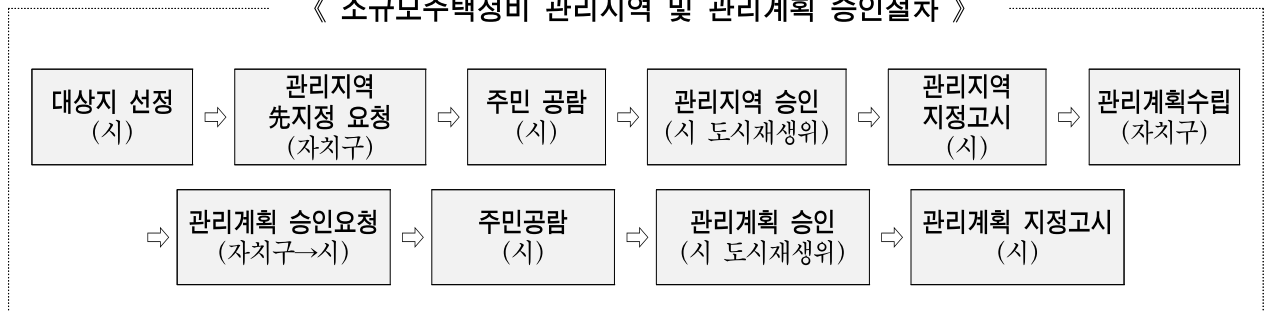 《 소규모주택정비 관리지역 및 관리계획 승인절차 》
대상지 선정
(시)
⇨
관리지역
先지정 요청
(자치구)
⇨
주민 공람
(시)
⇨
관리지역 승인
(시 도시재생위)
⇨
관리지역
지정고시
(시)
⇨
관리계획수립
(자치구)
⇨
관리계획 승인요청
(자치구→시)
⇨
주민공람
(시)
⇨
관리계획 승인
(시 도시재생위)
⇨
관리계획 지정고시
(시)